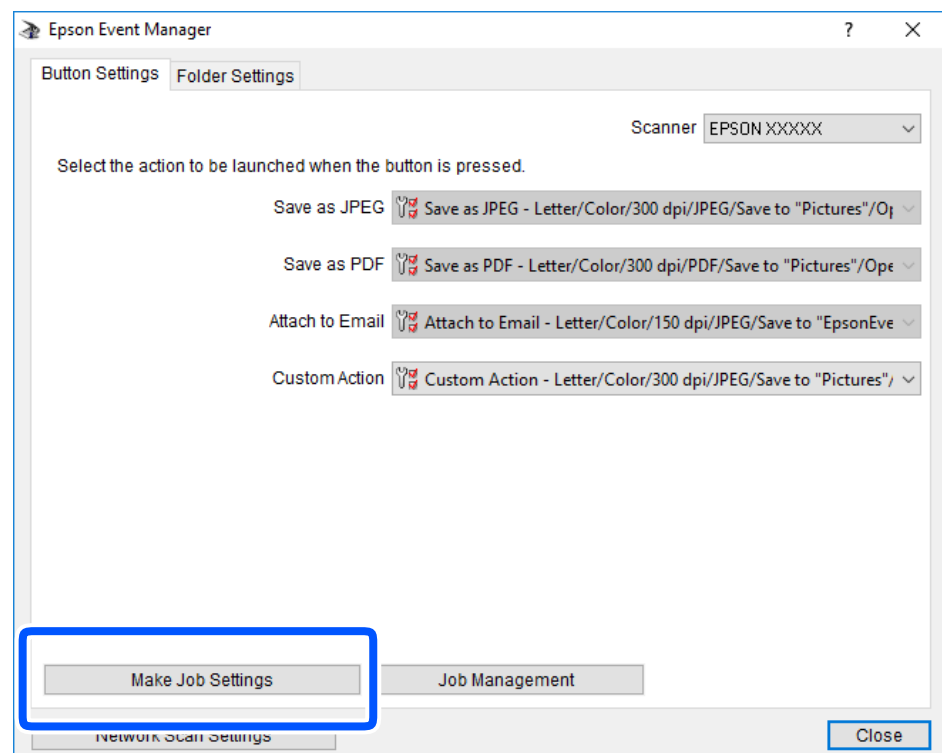 Epson Event Manager
Button Settings Folder Settings
Scanner EPSON XXXXX
Select the action to be launched when the button is pressed.
Save as JPEG Save as JPEG - Letter/Color/300 dpi/JPEG/Save to "Pictures"/Op
Save as PDF Save as PDF - Letter/Color/300 dpi/PDF/Save to "Pictures"/Ope
Attach to Email Attach to Email - Letter/Color/150 dpi/JPEG/Save to "EpsonEve
Custom Action Custom Action - Letter/Color/300 dpi/JPEG/Save to "Pictures"/
Make Job Settings Job Management
Network Scan Settings Close